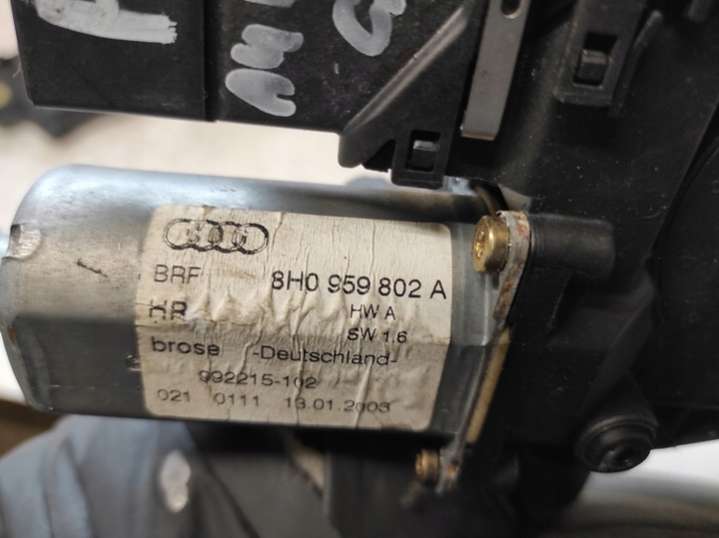 BRF 8H0 959 802 A
HR HW A
SW 1.6
brose -Deutschland-
992215-102
021 0111 13.01.2003